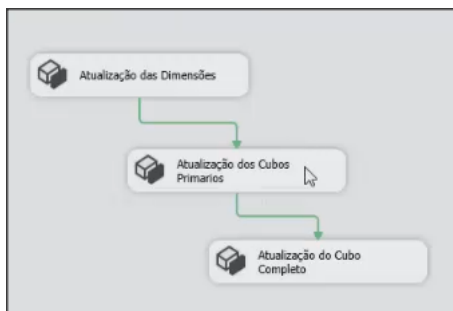 Atualização das Dimensões
Atualização dos Cubos
Primarios
Atualização do Cubo
Completo